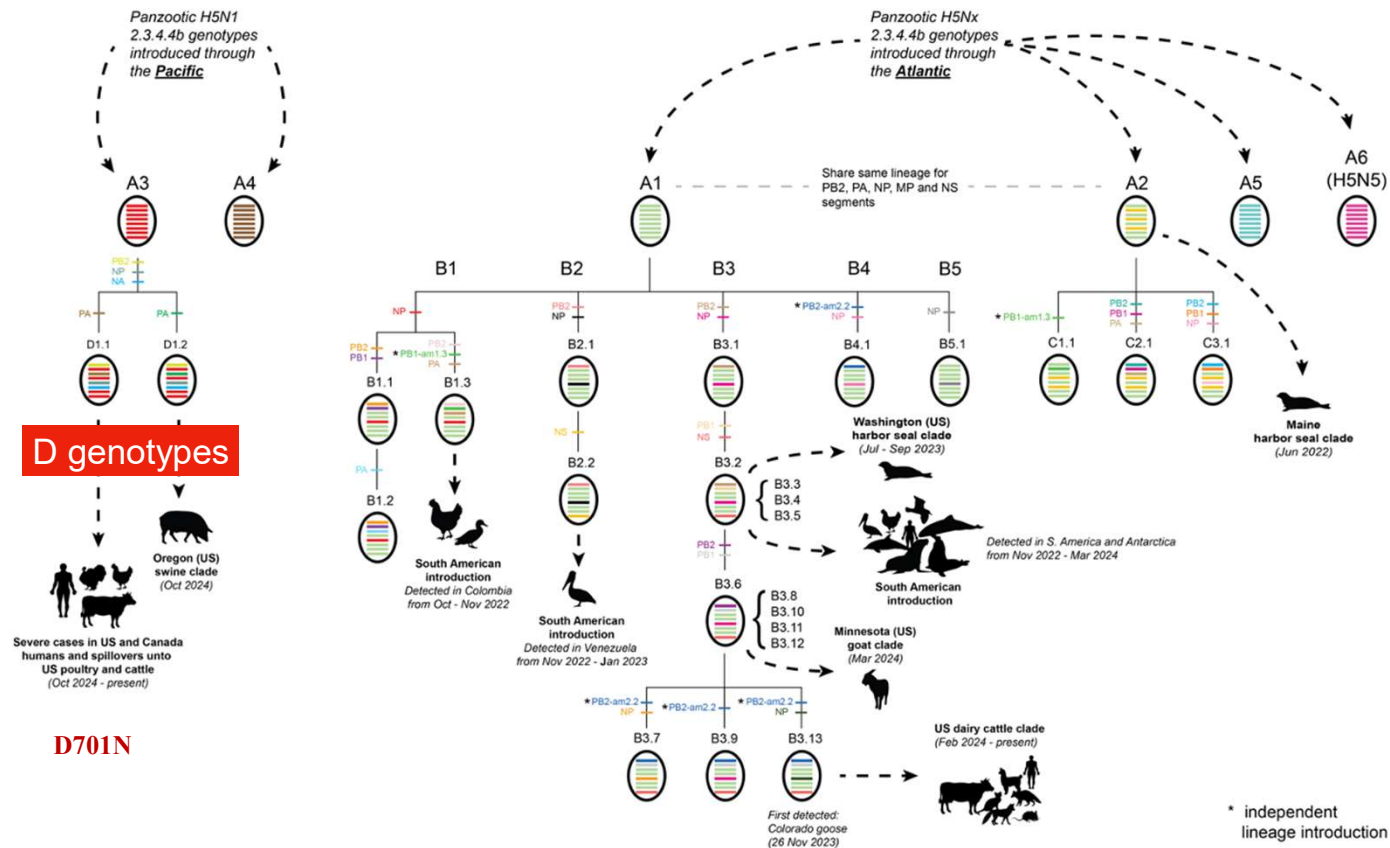 Panzootic H5N1
2.3.4.4b genotypes
introduced through
the Pacific
Panzootic H5Nx
2.3.4.4b genotypes
introduced through
the Atlantic
A3
A4
A1
Share same lineage for
PB2, PA, NP, MP and NS
segments
A2
A5
A6
(H5N5)
PB2
NP
NA
PA
PA
D1.1
D1.2
D genotypes
Oregon (US)
swine clade
(Oct 2024)
Severe cases in US and Canada
humans and spillovers unto
US poultry and cattle
(Oct 2024 - present)
D701N
B1
B2
B3
B4
B5
NP
PB2
PB1
PB2
*PB1-am1.3
PA
B1.1
B1.3
PA
B1.2
South American
introduction
Detected in Colombia
from Oct - Nov 2022
PB2
NP
B2.1
NS
B2.2
South American
introduction
Detected in Venezuela
from Nov 2022 - Jan 2023
PB2
NP
B3.1
PB1
NS
B3.2
B3.3
B3.4
B3.5
PB2
PB1
B3.6
B3.8
B3.10
B3.11
B3.12
*PB2-am2.2
NP
*PB2-am2.2
*PB2-am2.2
NP
B3.7
B3.9
B3.13
First detected:
Colorado goose
(26 Nov 2023)
*PB2-am2.2
NP
B4.1
NP
B5.1
Washington (US)
harbor seal clade
(Jul - Sep 2023)
Detected in S. America and Antarctica
from Nov 2022 - Mar 2024
South American
introduction
Minnesota (US)
goat clade
(Mar 2024)
US dairy cattle clade
(Feb 2024 - present)
*PB1-am1.3
PB2
PB1
PA
PB2
PB1
NP
C1.1
C2.1
C3.1
Maine
harbor seal clade
(Jun 2022)
* independent
lineage introduction